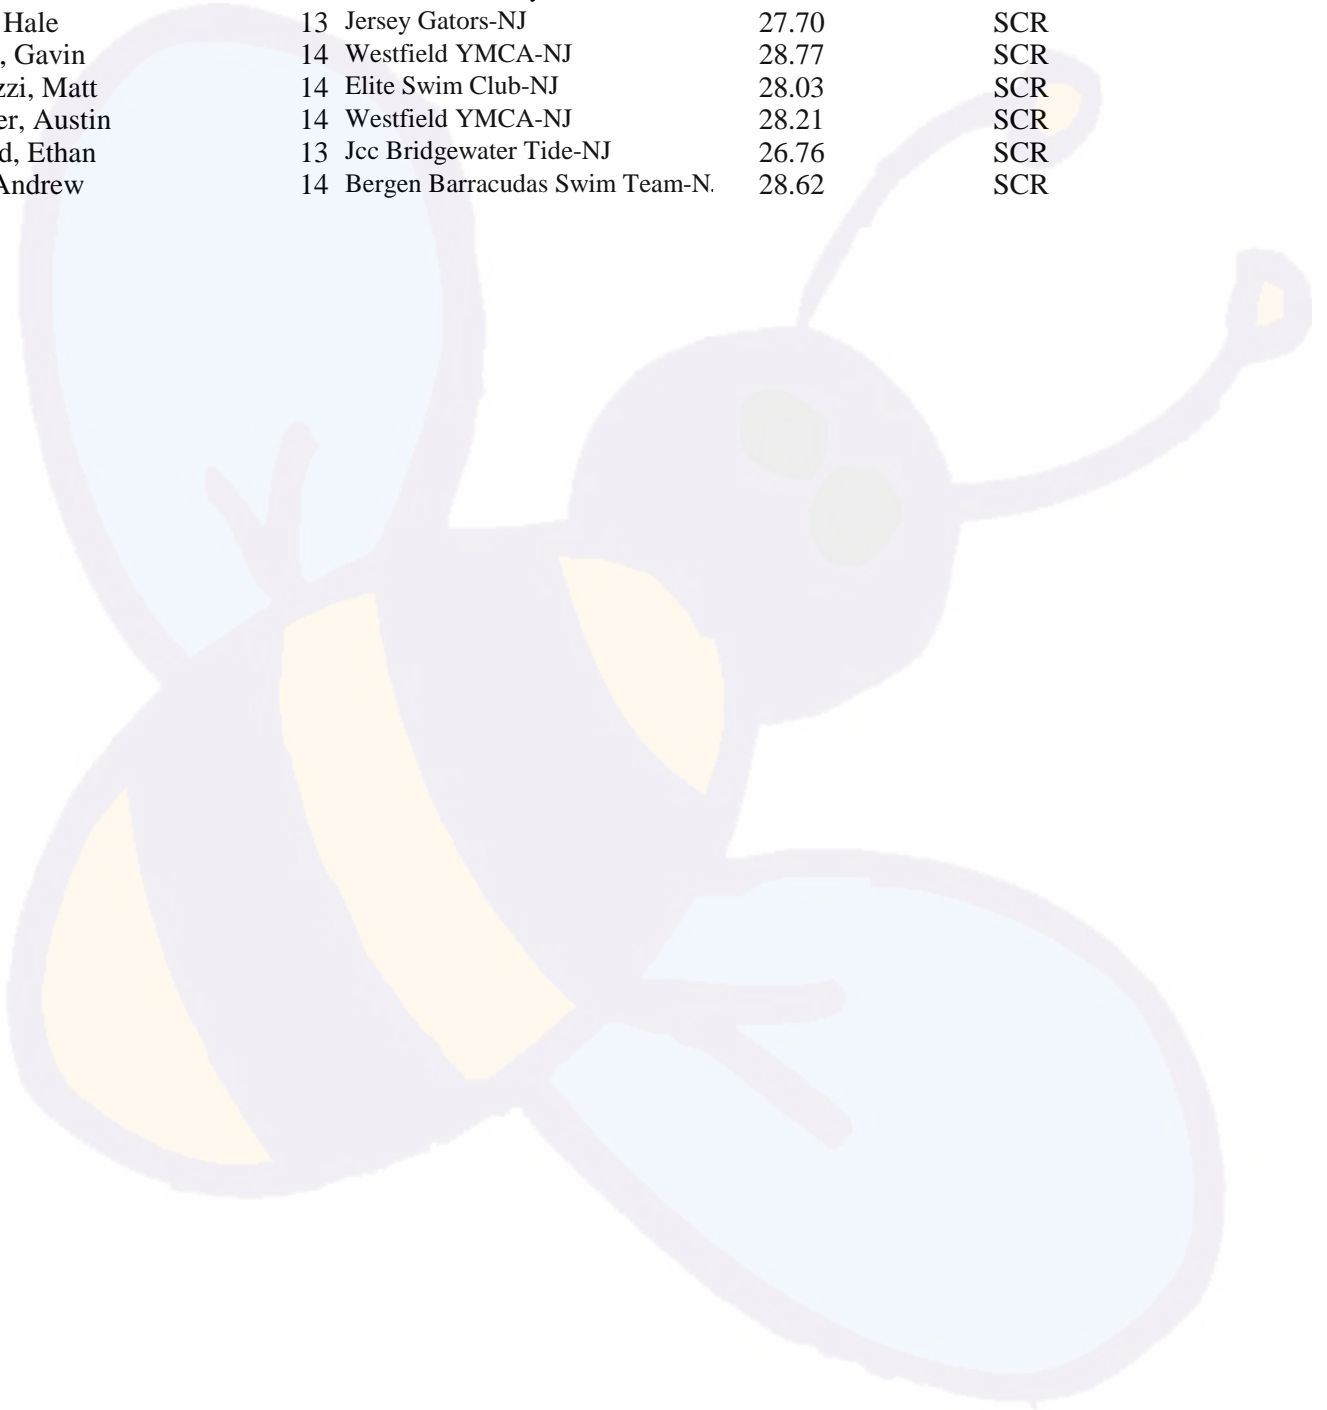 Hale 13 Jersey Gators-NJ 27.70 SCR
, Gavin 14 Westfield YMCA-NJ 28.77 SCR
zzi, Matt 14 Elite Swim Club-NJ 28.03 SCR
er, Austin 14 Westfield YMCA-NJ 28.21 SCR
d, Ethan 13 Jcc Bridgewater Tide-NJ 26.76 SCR
Andrew 14 Bergen Barracudas Swim Team-N. 28.62 SCR